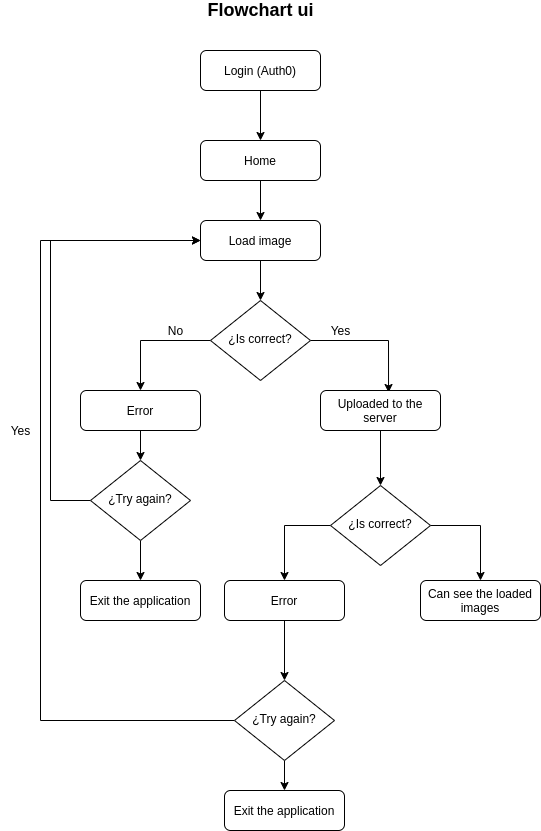 Flowchart ui
Login (Auth0)
Home
Load image
¿Is correct?
No
Yes
Error
Uploaded to the
server
Yes
¿Try again?
¿Is correct?
Exit the application
Error
Can see the loaded
images
¿Try again?
Exit the application